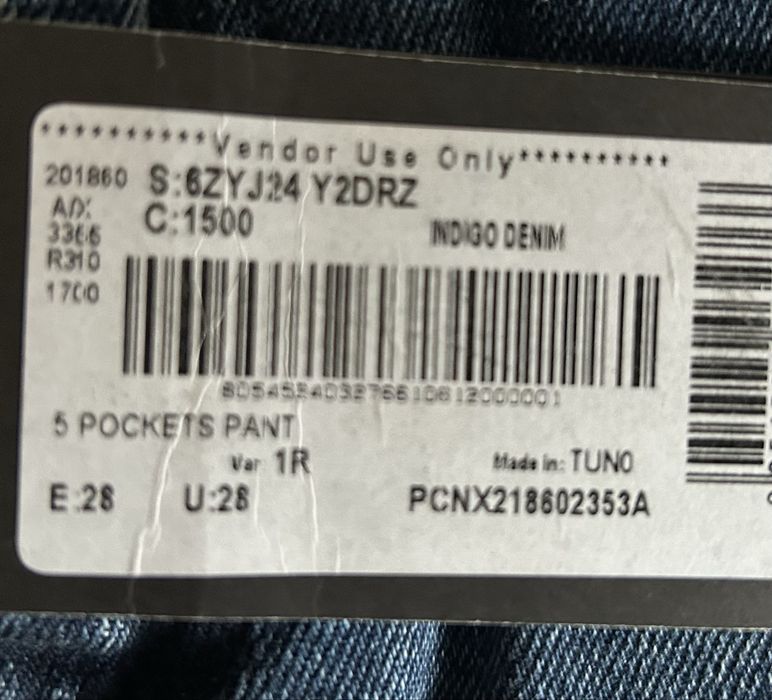 **********Vendor Use Only**********
201860 S:6ZYJ24 Y2DRZ
A/X C:1500 INDIGO DENIM
3366
R310
1700
5 POCKETS PANT
Var 1R Made in: TUN0
E:28 U:28 PCNX218602353A